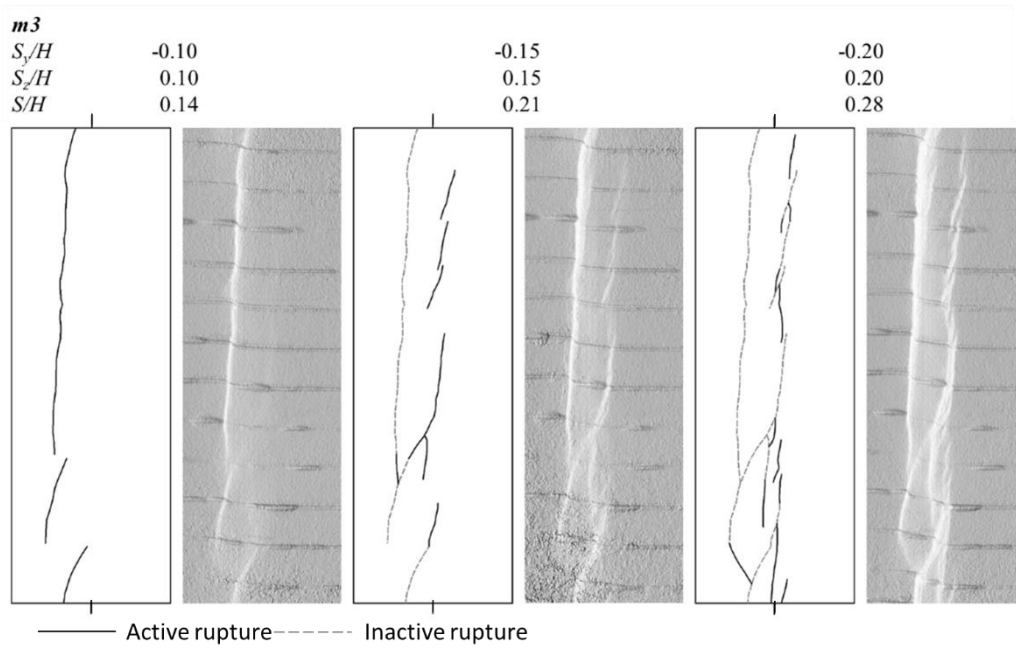 m3
Sy/H -0.10 -0.15 -0.20
Sz/H 0.10 0.15 0.20
S/H 0.14 0.21 0.28
Active rupture Inactive rupture